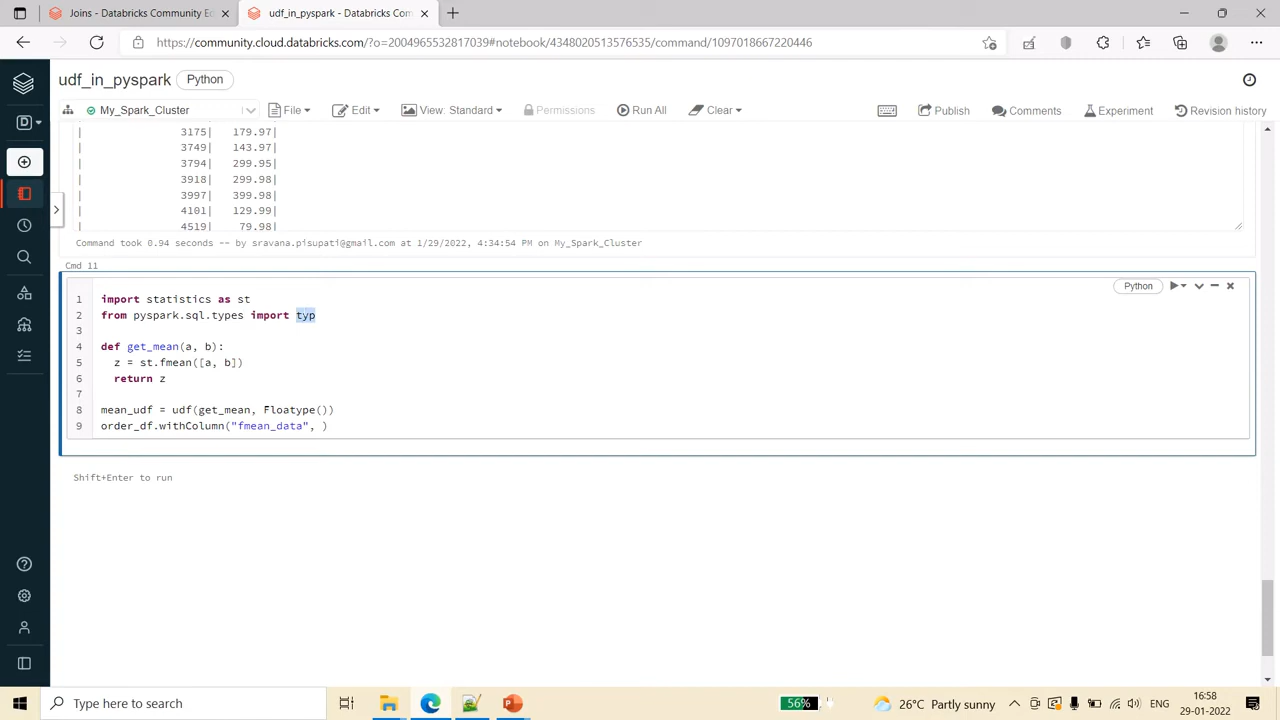 Joins - Databricks Community Ed
udf_in_pyspark - Databricks Com
https://community.cloud.databricks.com/?o=2004965532817039#notebook/4348020513576535/command/1097018667220446
udf_in_pyspark
Python
D
My_Spark_Cluster
File
Edit
View: Standard
Permissions
Run All
Clear
Publish
Comments
Experiment
Revision history
| 3175| 179.97|
| 3749| 143.97|
| 3794| 299.95|
| 3918| 299.98|
| 3997| 399.98|
| 4101| 129.99|
| 4519| 79.98|
Command took 0.94 seconds -- by sravana.pisupati@gmail.com at 1/29/2022, 4:34:54 PM on My_Spark_Cluster
Cmd 11
Python
1 import statistics as st
2 from pyspark.sql.types import typ
3
4 def get_mean(a, b):
5 z = st.fmean([a, b])
6 return z
7
8 mean_udf = udf(get_mean, Floatype())
9 order_df.withColumn("fmean_data", )
Shift+Enter to run
Type here to search
56%
26°C Partly sunny
ENG
16:58
29-01-2022